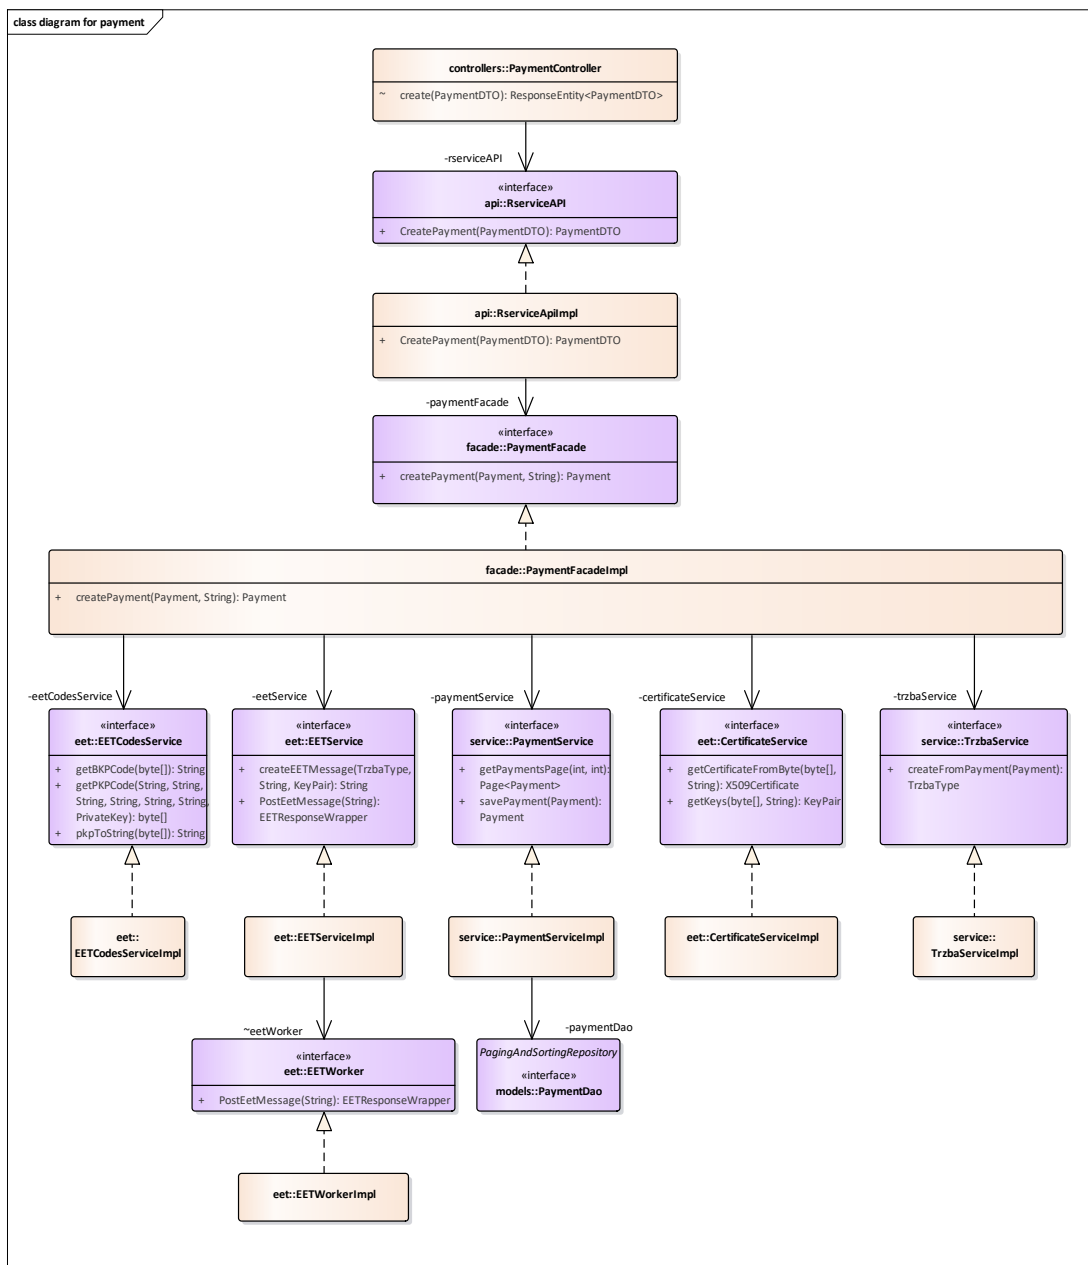 class diagram for payment
controllers::PaymentController
~ create(PaymentDTO): ResponseEntity<PaymentDTO>
-rserviceAPI
«interface»
api::RserviceAPI
+ CreatePayment(PaymentDTO): PaymentDTO
api::RserviceApiImpl
+ CreatePayment(PaymentDTO): PaymentDTO
-paymentFacade
«interface»
facade::PaymentFacade
+ createPayment(Payment, String): Payment
facade::PaymentFacadeImpl
+ createPayment(Payment, String): Payment
-eetCodesService
«interface»
eet::EETCodesService
+ getBKPCode(byte[]): String
+ getPKPCode(String, String,
String, String, String, String,
PrivateKey): byte[]
+ pkpToString(byte[]): String
-eetService
«interface»
eet::EETService
+ createEETMessage(TrzbaType,
String, KeyPair): String
+ PostEetMessage(String):
EETResponseWrapper
-paymentService
«interface»
service::PaymentService
+ getPaymentsPage(int, int):
Page<Payment>
+ savePayment(Payment):
Payment
-certificateService
«interface»
eet::CertificateService
+ getCertificateFromByte(byte[],
String): X509Certificate
+ getKeys(byte[], String): KeyPair
-trzbaService
«interface»
service::TrzbaService
+ createFromPayment(Payment):
TrzbaType
eet::
EETCodesServiceImpl
eet::EETServiceImpl
service::PaymentServiceImpl
eet::CertificateServiceImpl
service::
TrzbaServiceImpl
~eetWorker
«interface»
eet::EETWorker
+ PostEetMessage(String): EETResponseWrapper
-paymentDao
PagingAndSortingRepository
«interface»
models::PaymentDao
eet::EETWorkerImpl